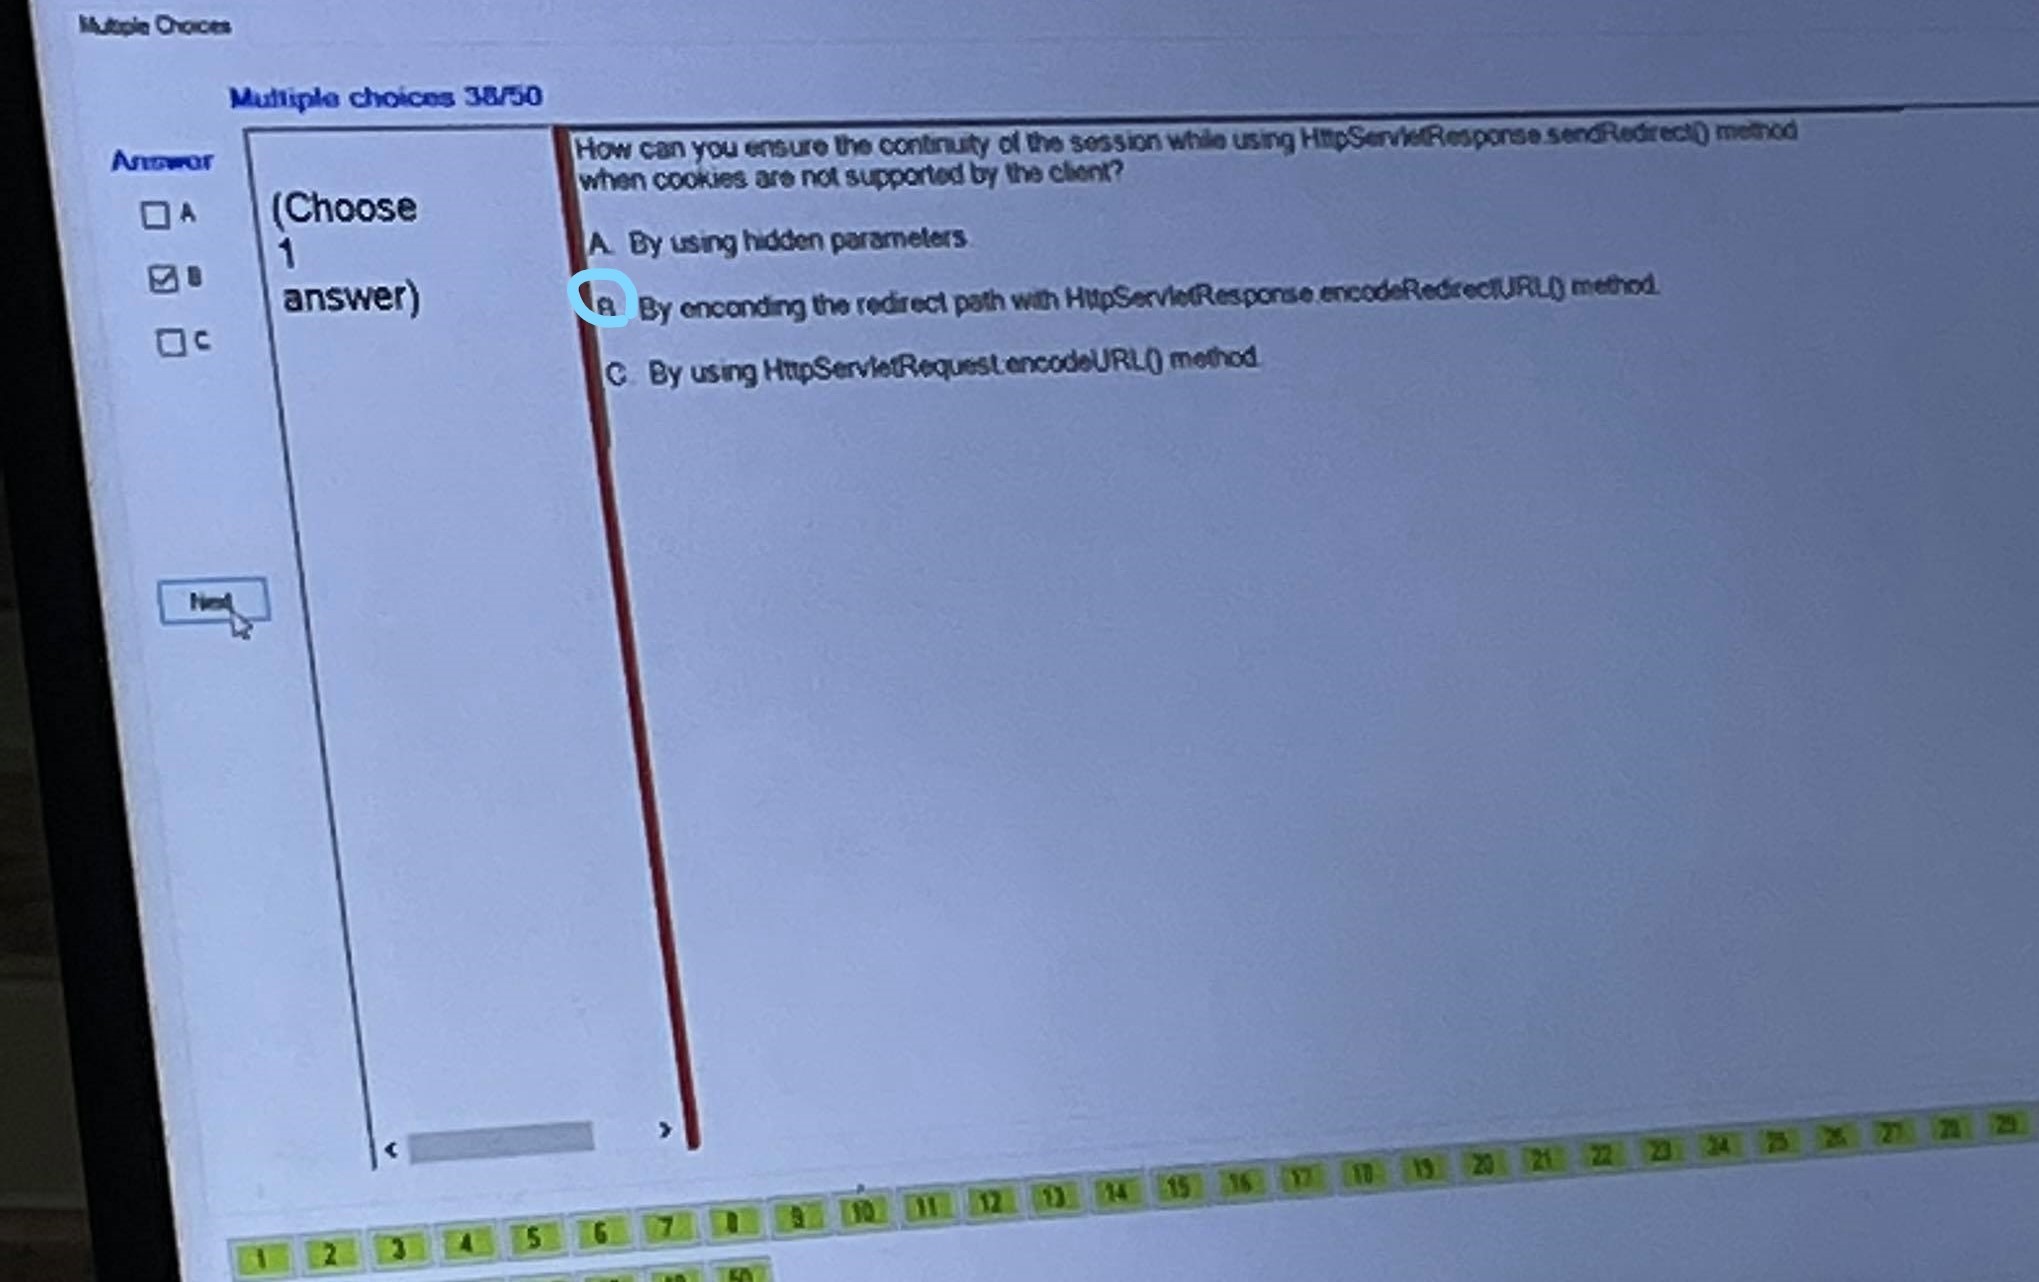 Multiple Choices
Multiple choices 38/50
Answer
A
B
C
(Choose
1
answer)
How can you ensure the continuity of the session while using HttpServletResponse.sendRedirect() method
when cookies are not supported by the client?
A. By using hidden parameters.
B. By enconding the redirect path with HttpServletResponse.encodeRedirectURL() method.
C. By using HttpServletRequest.encodeURL() method.
Next
1 2 3 4 5 6 7 8 9 10 11 12 13 14 15 16 17 18 19 20 21 22 23 24 25 26 27 28 29
50